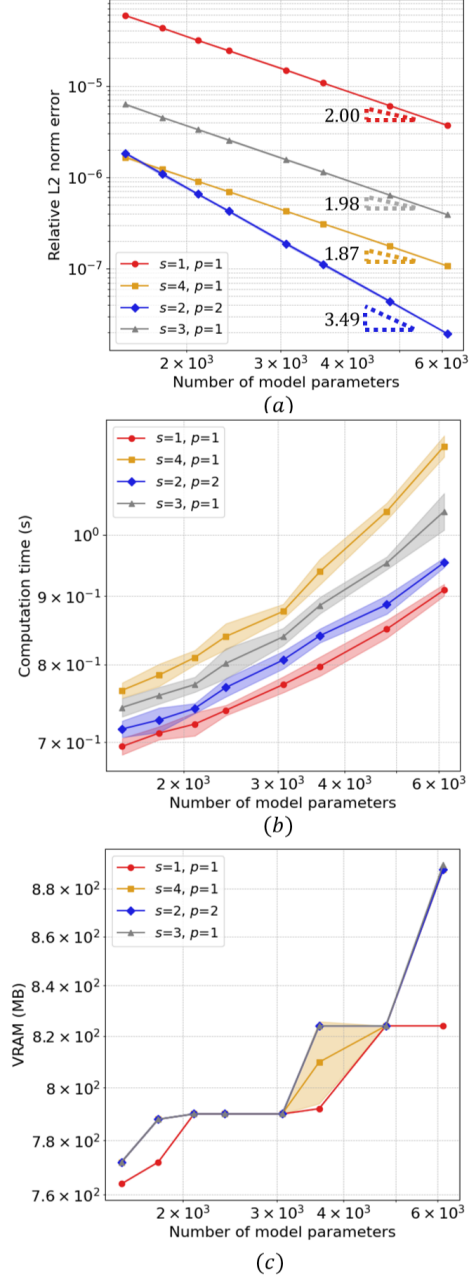 Relative L2 norm error
10⁻⁵
10⁻⁶
10⁻⁷
2.00
1.98
1.87
3.49
s=1, p=1
s=4, p=1
s=2, p=2
s=3, p=1
2 × 10³
3 × 10³
4 × 10³
6 × 10³
Number of model parameters
(a)
s=1, p=1
s=4, p=1
s=2, p=2
s=3, p=1
Computation time (s)
10⁰
9 × 10⁻¹
8 × 10⁻¹
7 × 10⁻¹
2 × 10³
3 × 10³
4 × 10³
6 × 10³
Number of model parameters
(b)
s=1, p=1
s=4, p=1
s=2, p=2
s=3, p=1
VRAM (MB)
8.8 × 10²
8.6 × 10²
8.4 × 10²
8.2 × 10²
8 × 10²
7.8 × 10²
7.6 × 10²
2 × 10³
3 × 10³
4 × 10³
6 × 10³
Number of model parameters
(c)